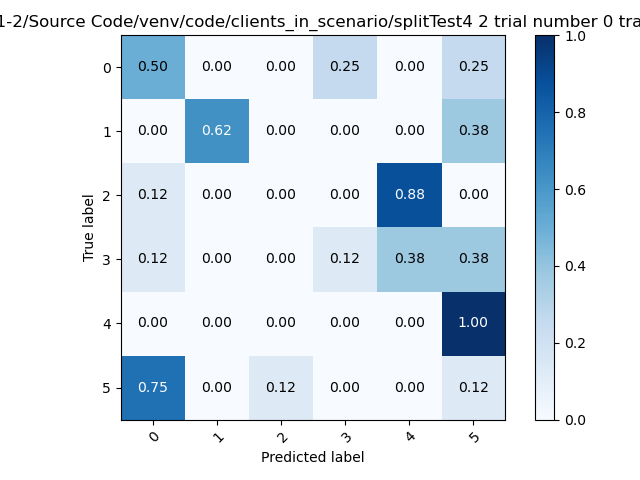 1-2/Source Code/venv/code/clients_in_scenario/splitTest4 2 trial number 0 tra
0 0.50 0.00 0.00 0.25 0.00 0.25
1 0.00 0.62 0.00 0.00 0.00 0.38
2 0.12 0.00 0.00 0.00 0.88 0.00
3 0.12 0.00 0.00 0.12 0.38 0.38
4 0.00 0.00 0.00 0.00 0.00 1.00
5 0.75 0.00 0.12 0.00 0.00 0.12
0 1 2 3 4 5
True label
Predicted label
1.0
0.8
0.6
0.4
0.2
0.0